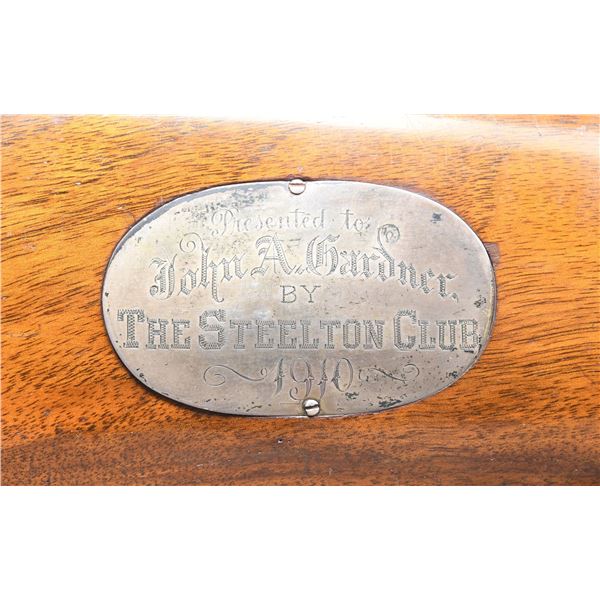 Presented to
John A. Gardner.
BY
THE STEELTON CLUB
1910